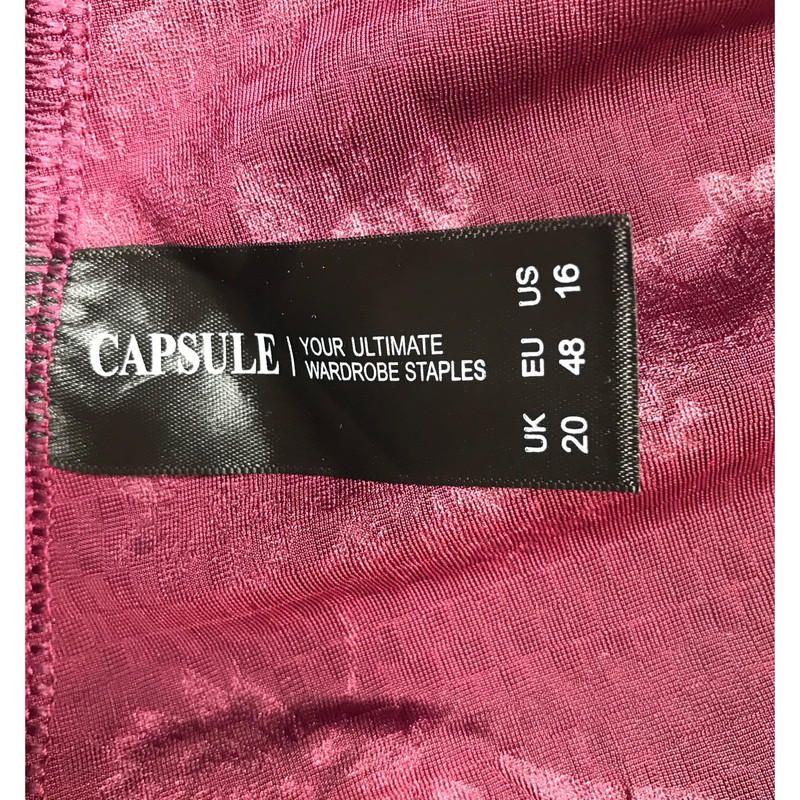 CAPSULE | YOUR ULTIMATE
WARDROBE STAPLES
UK EU US
20 48 16